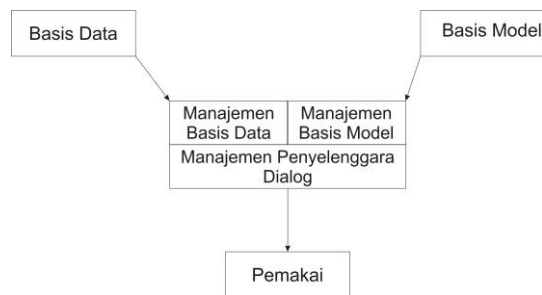 Basis Data
Basis Model
Manajemen
Basis Data
Manajemen
Basis Model
Manajemen Penyelenggara
Dialog
Pemakai